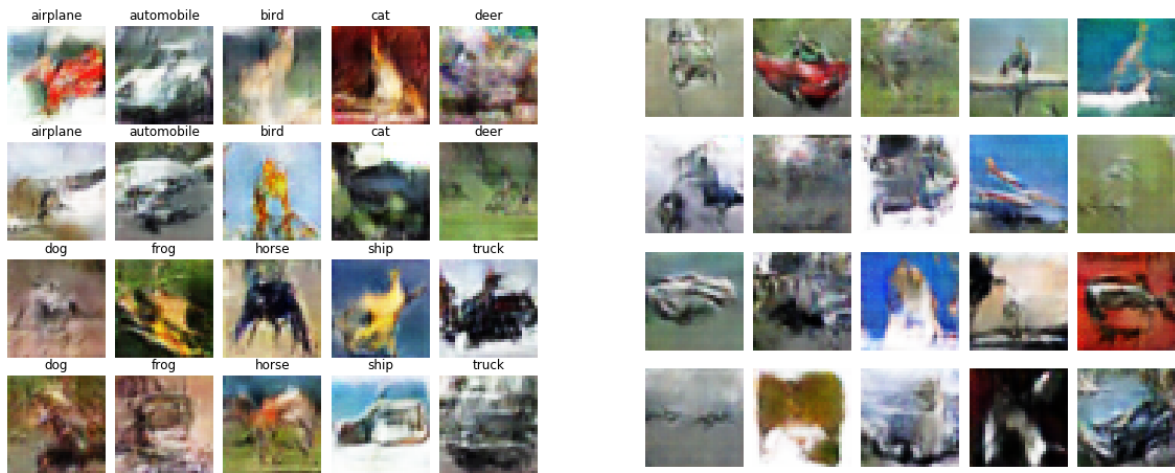 airplane automobile bird cat deer
airplane automobile bird cat deer
dog frog horse ship truck
dog frog horse ship truck